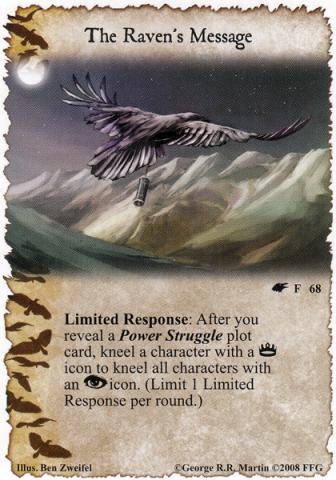 The Raven's Message
F 68
Limited Response: After you
reveal a Power Struggle plot
card, kneel a character with a
icon to kneel all characters with
an icon. (Limit 1 Limited
Response per round.)
Illus. Ben Zweifel ©George R.R. Martin ©2008 FFG